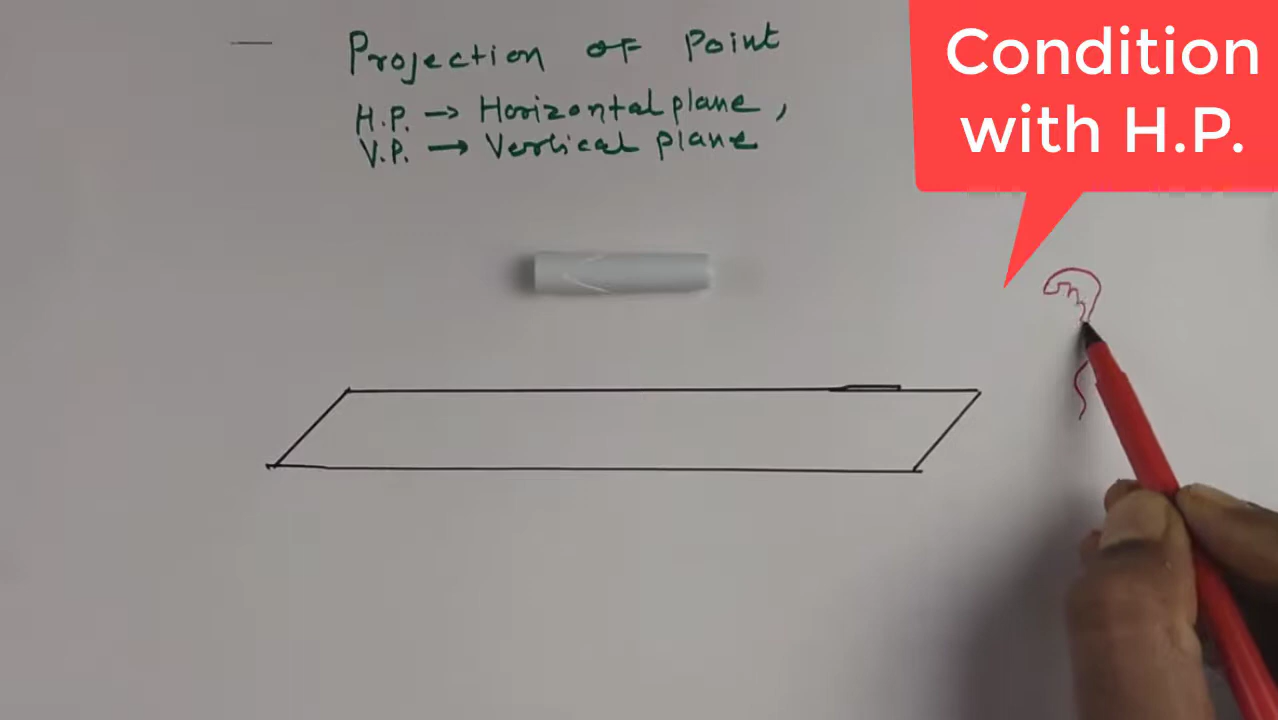 Projection of Point
H.P. → Horizontal plane,
V.P. → Vertical plane
Condition
with H.P.